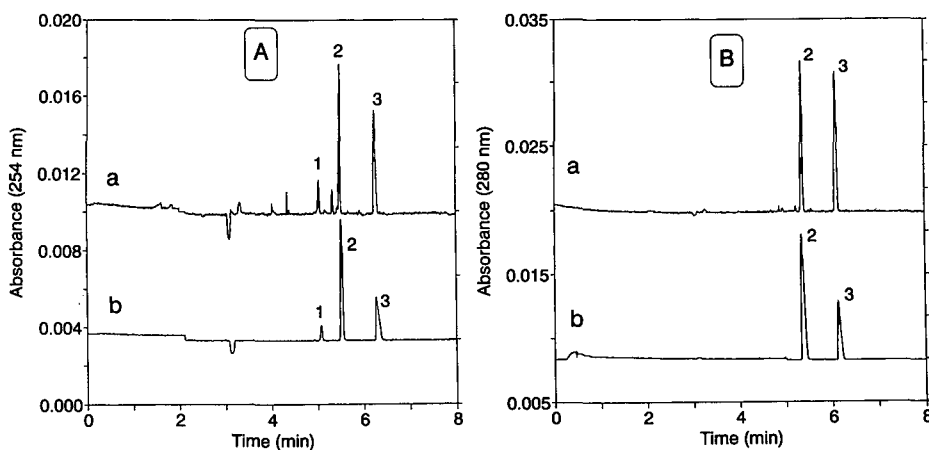 0.020
0.016
0.012
0.008
0.004
0.000
Absorbance (254 nm)
A
a
1
2
3
b
1
2
3
0 2 4 6 8
Time (min)
0.035
0.025
0.015
0.005
Absorbance (280 nm)
B
a
2
3
b
2
3
0 2 4 6 8
Time (min)